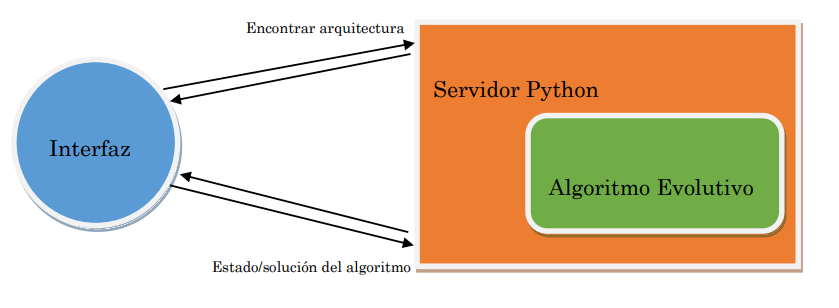 Encontrar arquitectura
Servidor Python
Interfaz
Algoritmo Evolutivo
Estado/solución del algoritmo